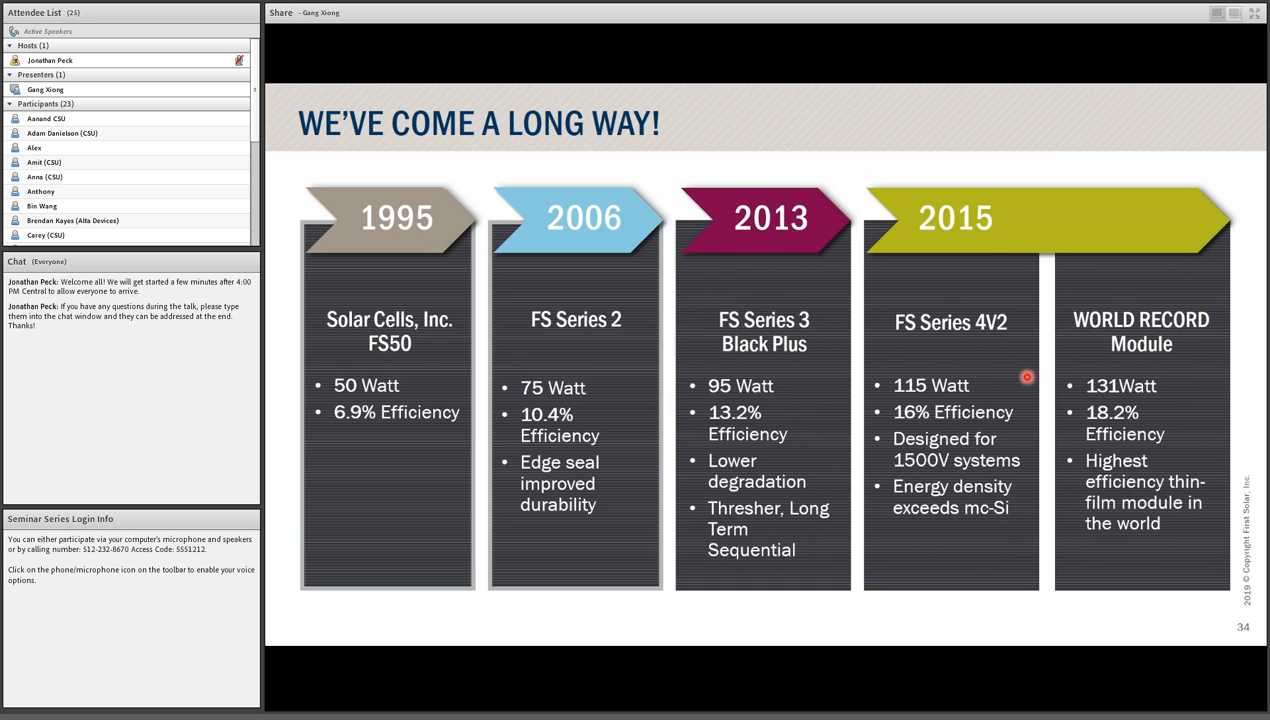 Attendee List (25)
Active Speakers
Hosts (1)
Jonathan Peck
Presenters (1)
Gang Xiong
Participants (23)
Aanand CSU
Adam Danielson (CSU)
Alex
Amit (CSU)
Anna (CSU)
Anthony
Bin Wang
Brendan Kayes (Alta Devices)
Carey (CSU)
Chat (Everyone)
Jonathan Peck: Welcome all! We will get started a few minutes after 4:00
PM Central to allow everyone to arrive.
Jonathan Peck: If you have any questions during the talk, please type
them into the chat window and they can be addressed at the end.
Thanks!
Seminar Series Login Info
You can either participate via your computer's microphone and speakers
or by calling number: 512-232-8670 Access Code: 5551212.
Click on the phone/microphone icon on the toolbar to enable your voice
options.
Share - Gang Xiong
WE'VE COME A LONG WAY!
1995
Solar Cells, Inc.
FS50
• 50 Watt
• 6.9% Efficiency
2006
FS Series 2
• 75 Watt
• 10.4%
Efficiency
• Edge seal
improved
durability
2013
FS Series 3
Black Plus
• 95 Watt
• 13.2%
Efficiency
• Lower
degradation
• Thresher, Long
Term
Sequential
2015
FS Series 4V2
• 115 Watt
• 16% Efficiency
• Designed for
1500V systems
• Energy density
exceeds mc-Si
WORLD RECORD
Module
• 131Watt
• 18.2%
Efficiency
• Highest
efficiency thin-
film module in
the world
2019 © Copyright First Solar, Inc.
34